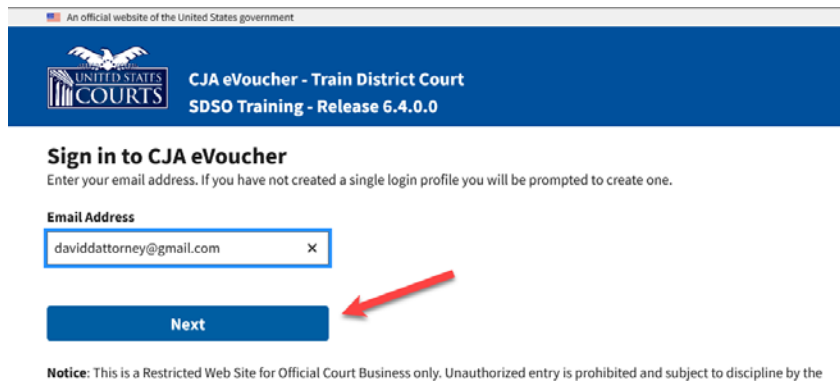 An official website of the United States government
UNITED STATES
COURTS
CJA eVoucher - Train District Court
SDSO Training - Release 6.4.0.0
Sign in to CJA eVoucher
Enter your email address. If you have not created a single login profile you will be prompted to create one.
Email Address
daviddattorney@gmail.com ×
Next
Notice: This is a Restricted Web Site for Official Court Business only. Unauthorized entry is prohibited and subject to discipline by the